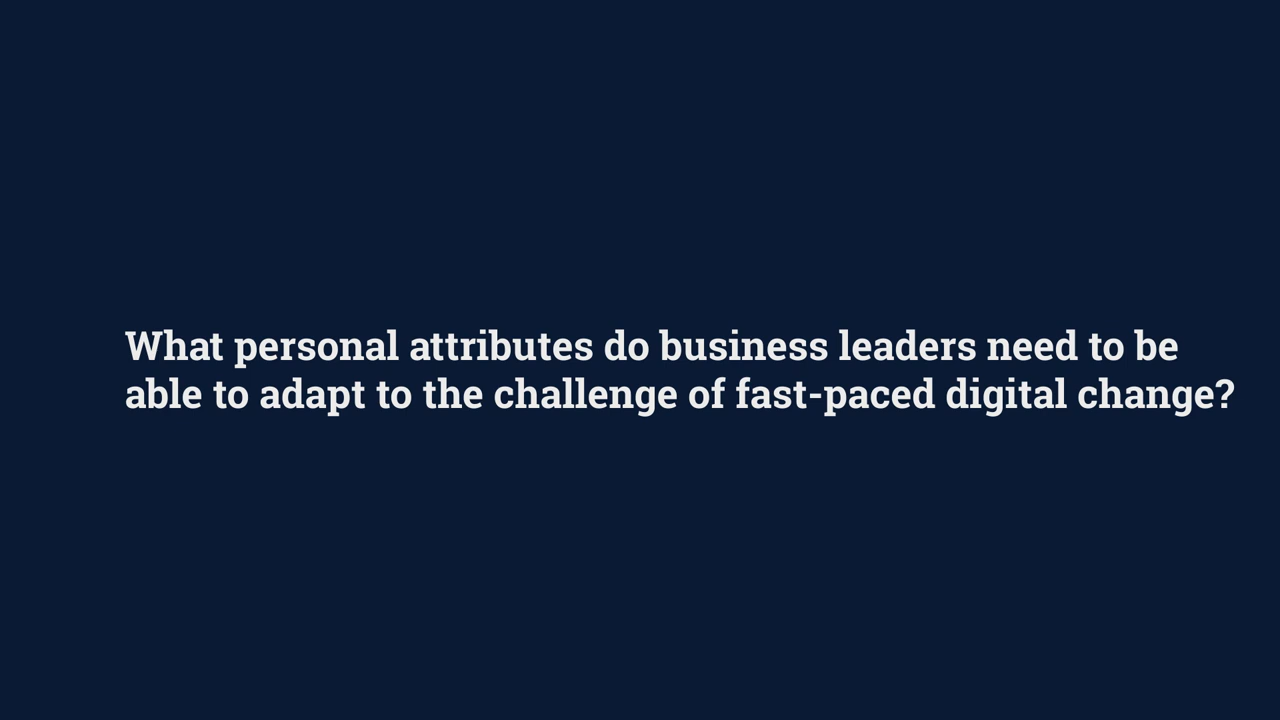 What personal attributes do business leaders need to be
able to adapt to the challenge of fast-paced digital change?